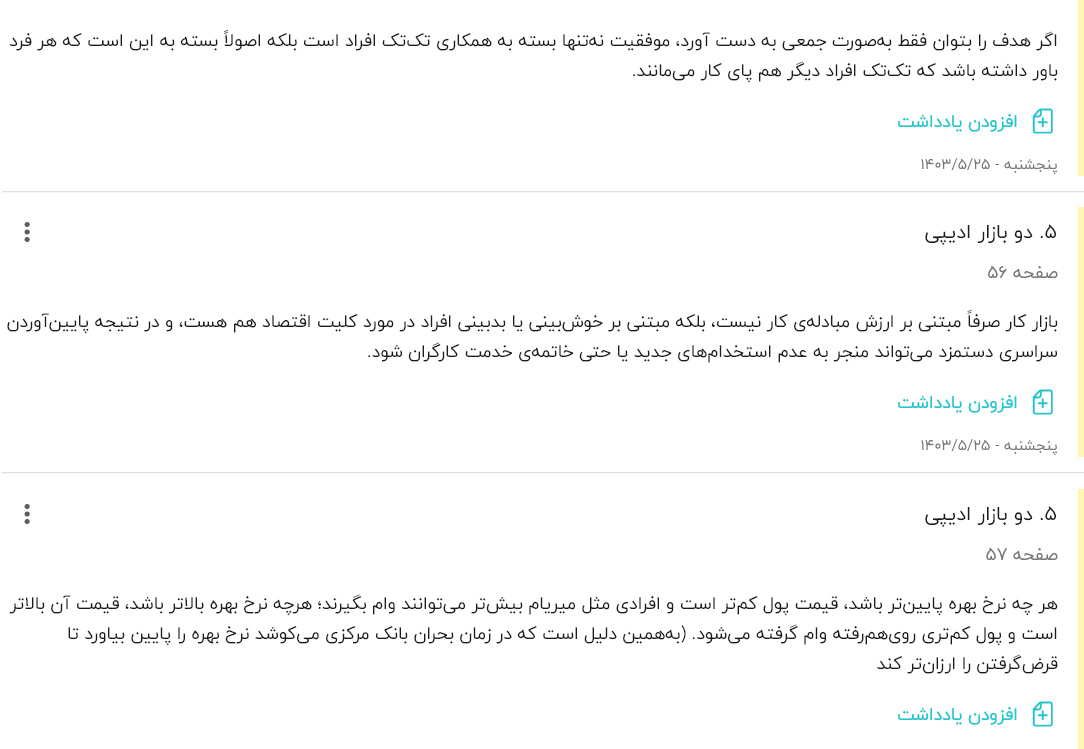 اگر هدف را بتوان فقط به‌صورت جمعی به دست آورد، موفقیت نه‌تنها بسته به همکاری تک‌تک افراد است بلکه اصولاً بسته به این است که هر فرد
باور داشته باشد که تک‌تک افراد دیگر هم پای کار می‌مانند.
افزودن یادداشت
پنجشنبه - ۱۴۰۳/۵/۲۵
۵. دو بازار ادیپی
صفحه ۵۶
بازار کار صرفاً مبتنی بر ارزش مبادله‌ی کار نیست، بلکه مبتنی بر خوش‌بینی یا بدبینی افراد در مورد کلیت اقتصاد هم هست، و در نتیجه پایین‌آوردن
سراسری دستمزد می‌تواند منجر به عدم استخدام‌های جدید یا حتی خاتمه‌ی خدمت کارگران شود.
افزودن یادداشت
پنجشنبه - ۱۴۰۳/۵/۲۵
۵. دو بازار ادیپی
صفحه ۵۷
هر چه نرخ بهره پایین‌تر باشد، قیمت پول کم‌تر است و افرادی مثل میریام بیش‌تر می‌توانند وام بگیرند؛ هرچه نرخ بهره بالاتر باشد، قیمت آن بالاتر
است و پول کم‌تری روی‌هم‌رفته وام گرفته می‌شود. (به‌همین دلیل است که در زمان بحران بانک مرکزی می‌کوشد نرخ بهره را پایین بیاورد تا
قرض‌گرفتن را ارزان‌تر کند
افزودن یادداشت